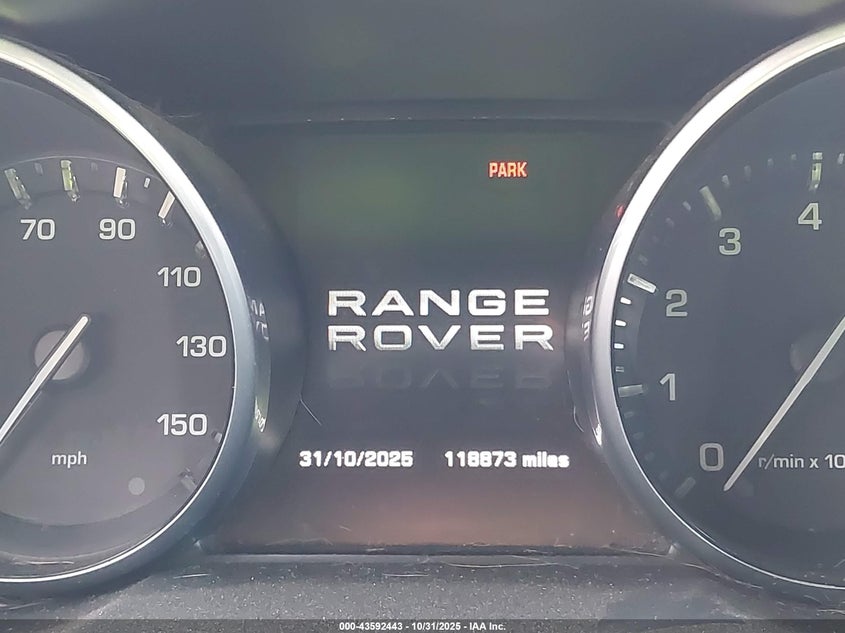 PARK
70 90
110
130
150
mph
RANGE
ROVER
31/10/2025 118873 miles
4
3
2
1
0
r/min x 10
000-43592443 - 10/31/2025 - IAA Inc.